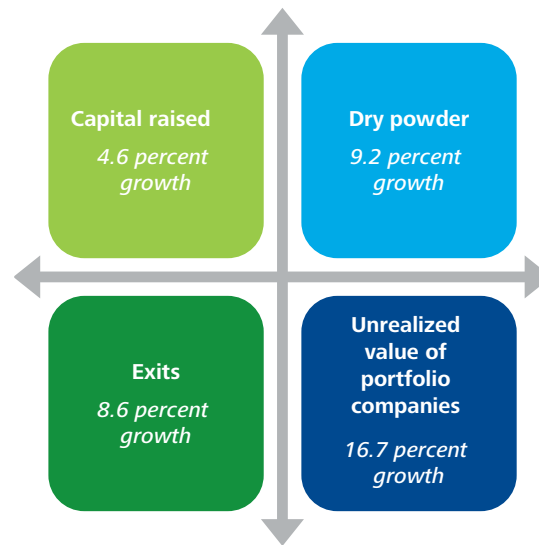 Capital raised
4.6 percent
growth
Dry powder
9.2 percent
growth
Exits
8.6 percent
growth
Unrealized
value of
portfolio
companies
16.7 percent
growth